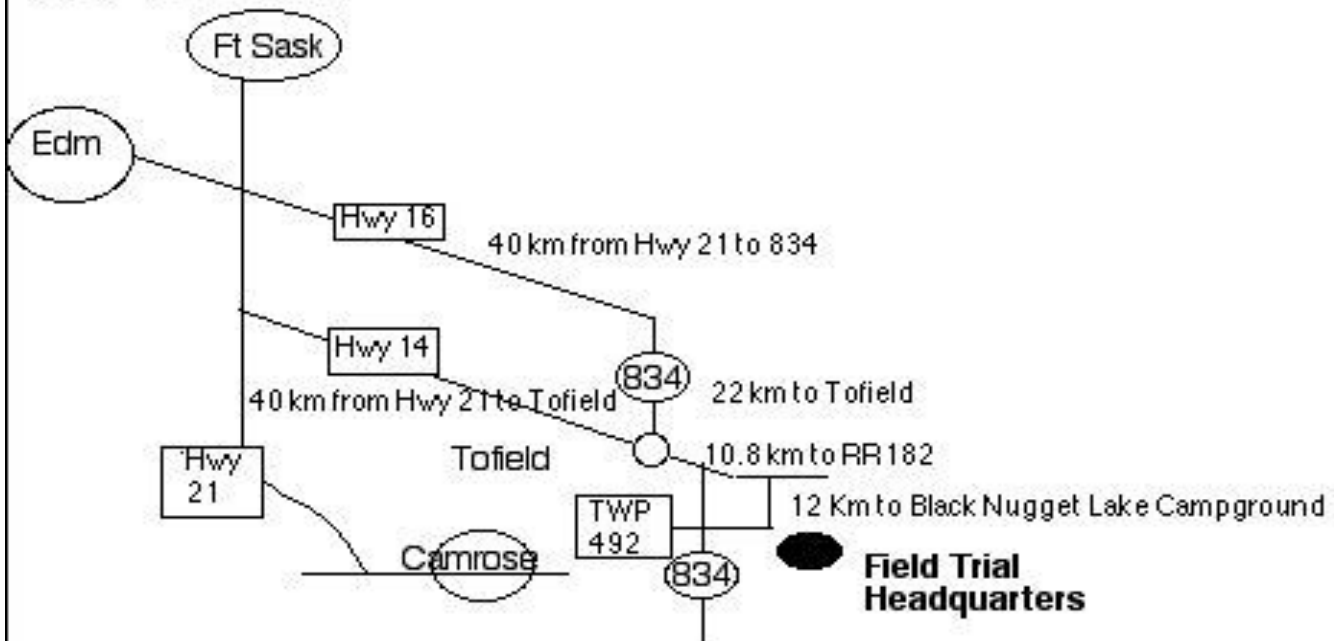 Ft Sask
Edm
Hwy 16
40 km from Hwy 21 to 834
Hwy 14
834
22 km to Tofield
40 km from Hwy 21 to Tofield
Hwy
21
Tofield
10.8 km to RR 182
TWP
492
12 Km to Black Nugget Lake Campground
Camrose
834
Field Trial
Headquarters